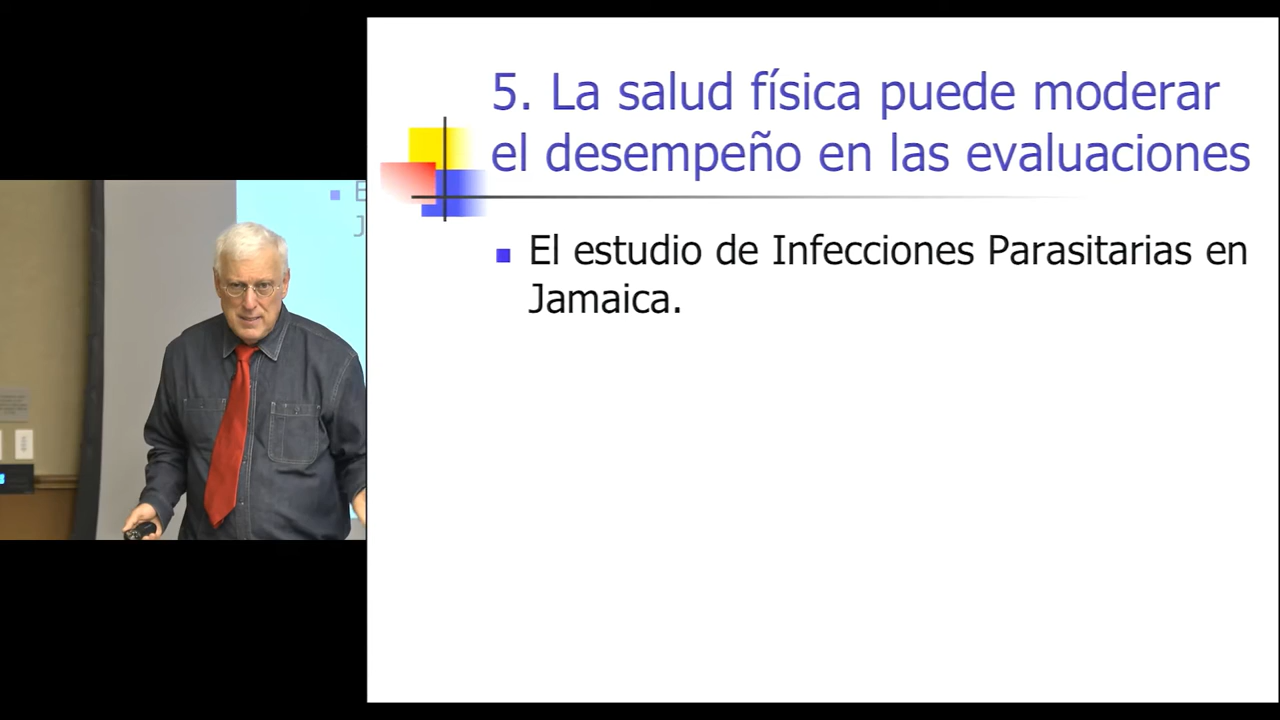 5. La salud física puede moderar
el desempeño en las evaluaciones
El estudio de Infecciones Parasitarias en
Jamaica.